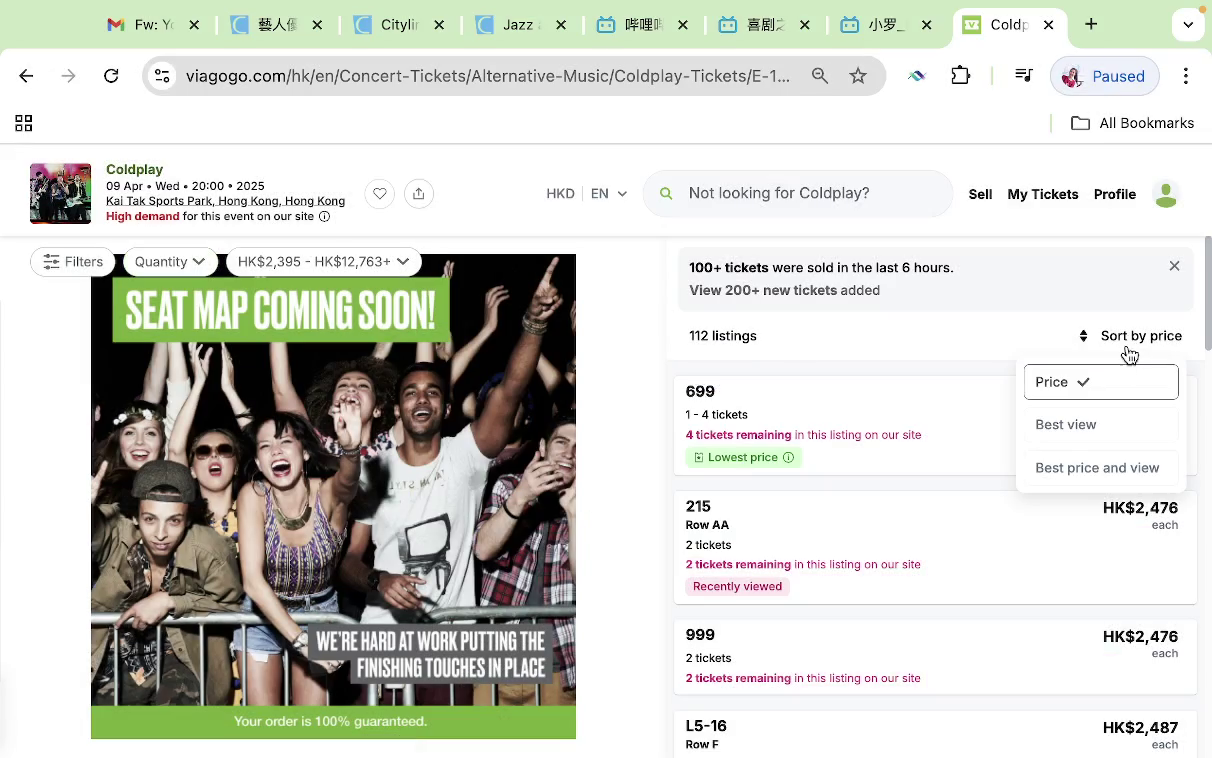 Fw: Yo
藝人信
Citylin
Jazz
哔哩哔
喜剧之
小罗_
Coldp
viagogo.com/hk/en/Concert-Tickets/Alternative-Music/Coldplay-Tickets/E-1...
Paused
All Bookmarks
Coldplay
09 Apr • Wed • 20:00 • 2025
Kai Tak Sports Park, Hong Kong, Hong Kong
High demand for this event on our site
HKD
EN
Not looking for Coldplay?
Sell
My Tickets
Profile
Filters
Quantity
HK$2,395 - HK$12,763+
SEAT MAP COMING SOON!
WE'RE HARD AT WORK PUTTING THE
FINISHING TOUCHES IN PLACE
Your order is 100% guaranteed.
100+ tickets were sold in the last 6 hours.
View 200+ new tickets added
112 listings
Sort by price
Price
Best view
Best price and view
699
1 - 4 tickets
4 tickets remaining in this listing on our site
Lowest price
215
HK$2,476
Row AA
each
2 tickets
2 tickets remaining in this listing on our site
Recently viewed
999
HK$2,476
each
2 tickets
2 tickets remaining in this listing on our site
L5-16
HK$2,487
Row F
each